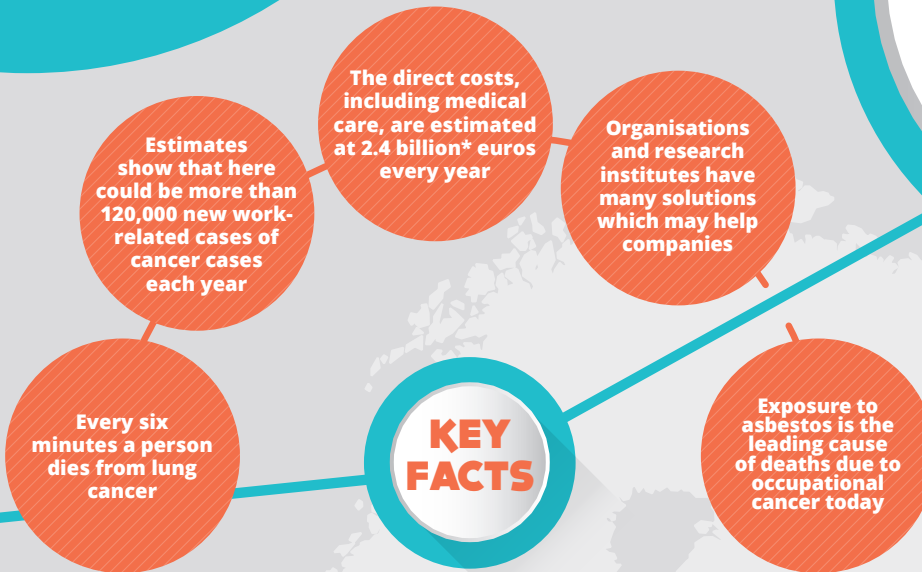 Every six
minutes a person
dies from lung
cancer
Estimates
show that here
could be more than
120,000 new work-
related cases of
cancer cases
each year
The direct costs,
including medical
care, are estimated
at 2.4 billion* euros
every year
Organisations
and research
institutes have
many solutions
which may help
companies
Exposure to
asbestos is the
leading cause
of deaths due to
occupational
cancer today
KEY
FACTS